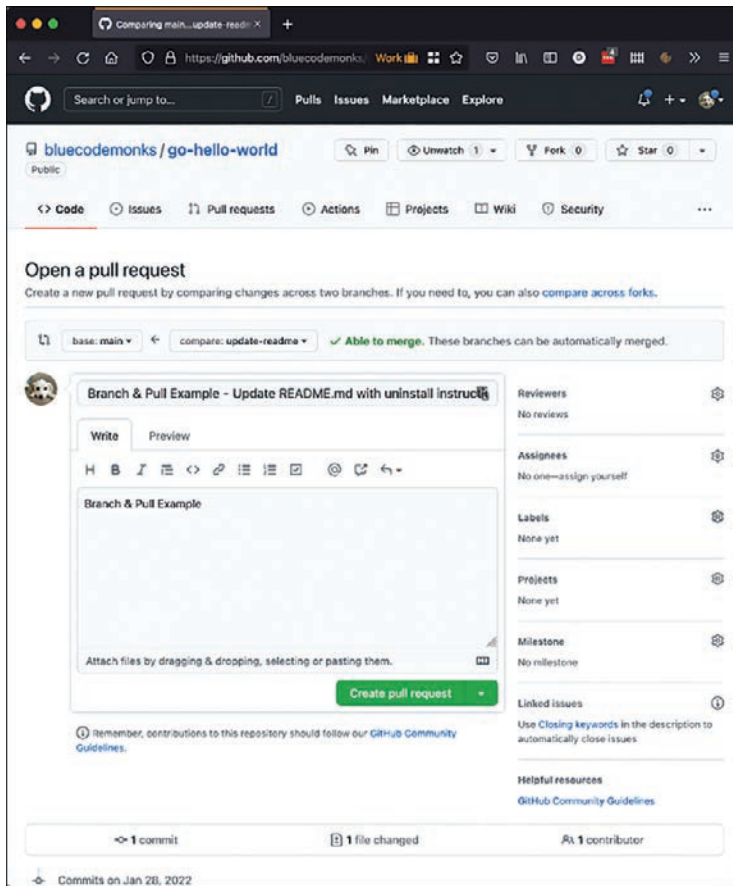 Comparing main...update-readm
https://github.com/bluecodemonks/ Work
Search or jump to... / Pulls Issues Marketplace Explore
bluecodemonks / go-hello-world Pin Unwatch 1 Fork 0 Star 0
Public
<> Code Issues Pull requests Actions Projects Wiki Security ...
Open a pull request
Create a new pull request by comparing changes across two branches. If you need to, you can also compare across forks.
base: main compare: update-readme Able to merge. These branches can be automatically merged.
Branch & Pull Example - Update README.md with uninstall
Write Preview
H B I
Branch & Pull Example
Attach files by dragging & dropping, selecting or pasting them.
Create pull request
Remember, contributions to this repository should follow our GitHub Community
Guidelines.
Reviewers
No reviews
Assignees
No one—assign yourself
Labels
None yet
Projects
None yet
Milestone
No milestone
Linked issues
Use Closing keywords in the description to
automatically close issues
Helpful resources
GitHub Community Guidelines
1 commit 1 file changed 1 contributor
Commits on Jan 28, 2022